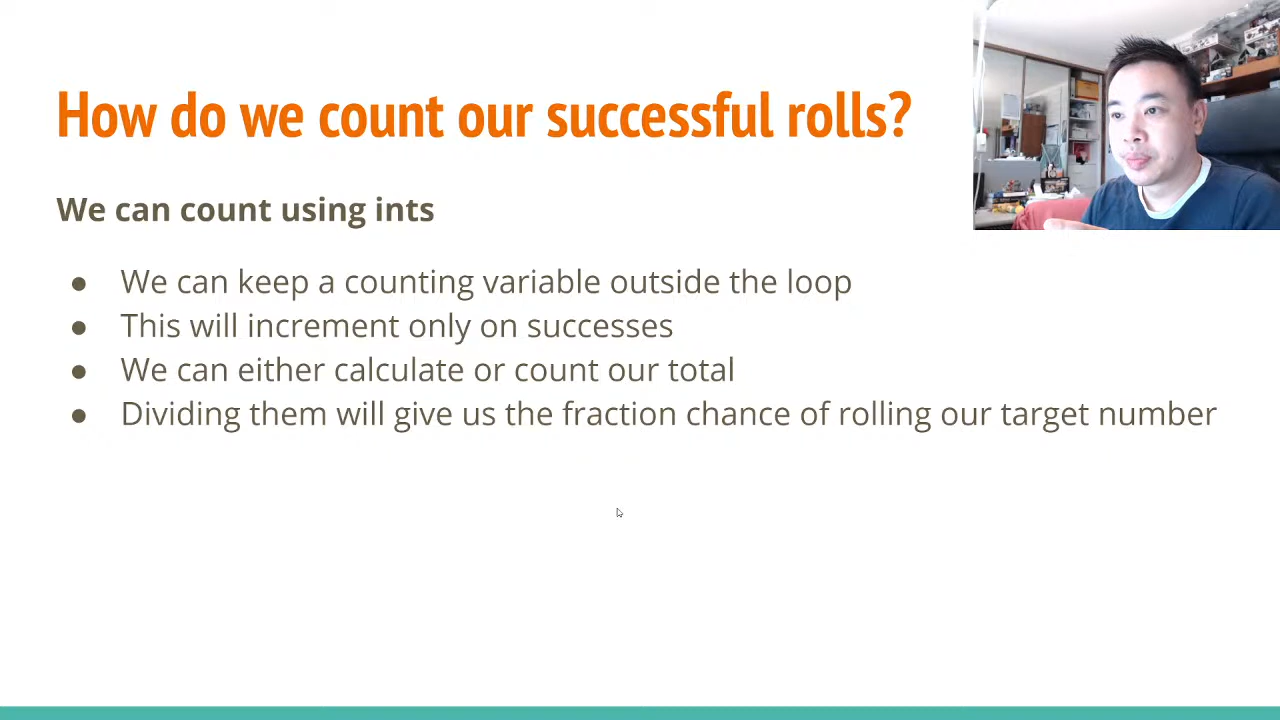 How do we count our successful rolls?
We can count using ints
● We can keep a counting variable outside the loop
● This will increment only on successes
● We can either calculate or count our total
● Dividing them will give us the fraction chance of rolling our target number